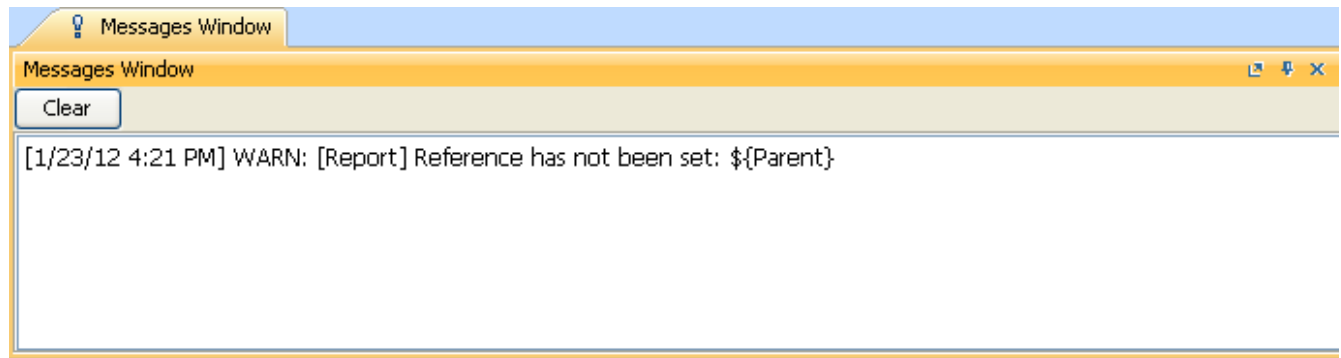 Messages Window
Messages Window
Clear
[1/23/12 4:21 PM] WARN: [Report] Reference has not been set: ${Parent}